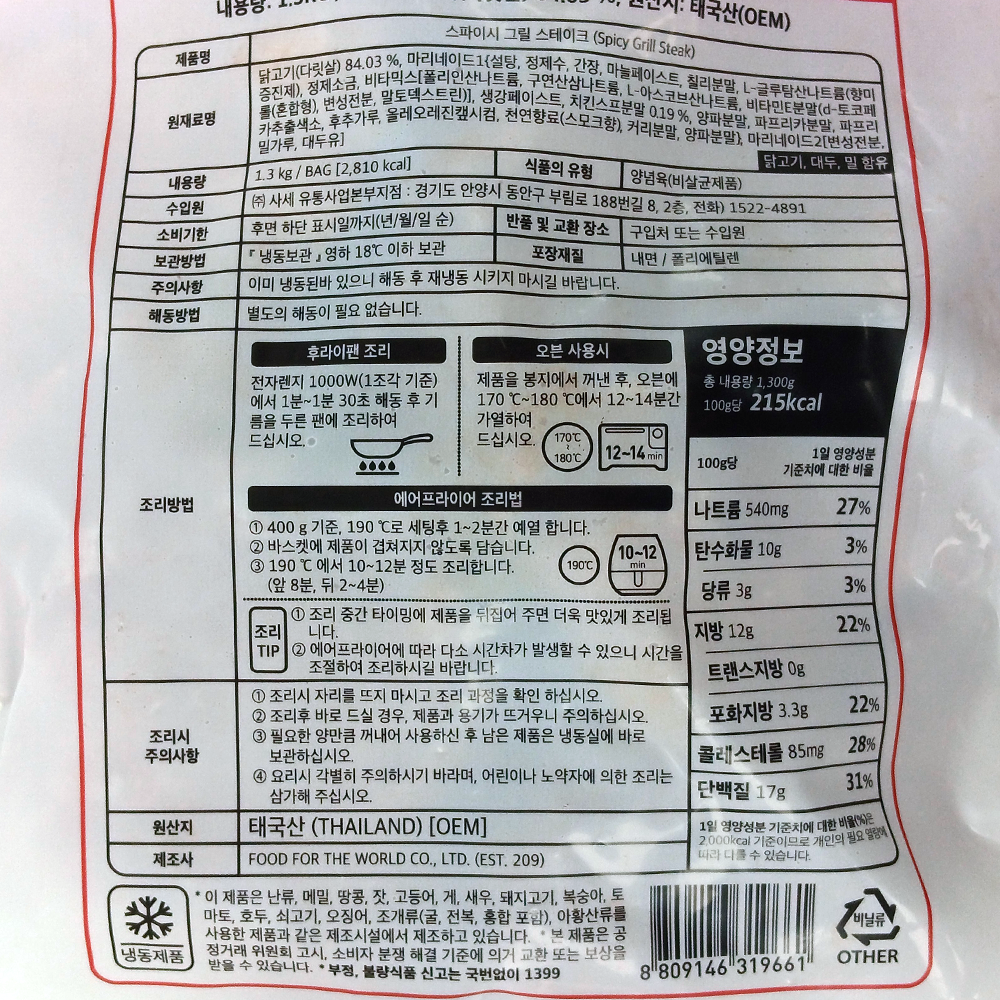 원산지: 태국산(OEM)
제품명
스파이시 그릴 스테이크 (Spicy Grill Steak)
원재료명
닭고기(다릿살) 84.03 %, 마리네이드1{설탕, 정제수, 간장, 마늘페이스트, 칠리분말, L-글루탐산나트륨(향미
증진제), 정제소금, 비타믹스[폴리인산나트륨, 구연산삼나트륨, L-아스코브산나트륨, 비타민E분말(d-토코페
롤(혼합형), 변성전분, 말토덱스트린)], 생강페이스트, 치킨스프분말 0.19 %, 양파분말, 파프리카분말, 파프리
카추출색소, 후추가루, 올레오레진캪시컴, 천연향료(스모크향), 커리분말, 양파분말}, 마리네이드2[변성전분,
밀가루, 대두유]
닭고기, 대두, 밀 함유
내용량
1.3 kg / BAG [2,810 kcal]
식품의 유형
양념육(비살균제품)
수입원
㈜ 사세 유통사업본부지점 : 경기도 안양시 동안구 부림로 188번길 8, 2층, 전화) 1522-4891
소비기한
후면 하단 표시일까지(년/월/일 순)
반품 및 교환 장소
구입처 또는 수입원
보관방법
『냉동보관』영하 18℃ 이하 보관
포장재질
내면 / 폴리에틸렌
주의사항
이미 냉동된바 있으니 해동 후 재냉동 시키지 마시길 바랍니다.
해동방법
별도의 해동이 필요 없습니다.
조리방법
후라이팬 조리
전자렌지 1000W(1조각 기준)
에서 1분~1분 30초 해동 후 기
름을 두른 팬에 조리하여
드십시오.
오븐 사용시
제품을 봉지에서 꺼낸 후, 오븐에
170 ℃~180 ℃에서 12~14분간
가열하여
드십시오.
170℃
~
180℃
12~14 min
에어프라이어 조리법
① 400 g 기준, 190 ℃로 세팅후 1~2분간 예열 합니다.
② 바스켓에 제품이 겹쳐지지 않도록 담습니다.
③ 190 ℃ 에서 10~12분 정도 조리합니다.
(앞 8분, 뒤 2~4분)
190℃
10~12
min
조리
TIP
① 조리 중간 타이밍에 제품을 뒤집어 주면 더욱 맛있게 조리됩
니다.
② 에어프라이어에 따라 다소 시간차가 발생할 수 있으니 시간을
조절하여 조리하시길 바랍니다.
영양정보
총 내용량 1,300g
100g당 215kcal
100g당
1일 영양성분
기준치에 대한 비율
나트륨 540mg 27%
탄수화물 10g 3%
당류 3g 3%
지방 12g 22%
트랜스지방 0g
포화지방 3.3g 22%
콜레스테롤 85mg 28%
단백질 17g 31%
1일 영양성분 기준치에 대한 비율(%)은
2,000kcal 기준이므로 개인의 필요 열량에
따라 다를 수 있습니다.
조리시
주의사항
① 조리시 자리를 뜨지 마시고 조리 과정을 확인 하십시오.
② 조리후 바로 드실 경우, 제품과 용기가 뜨거우니 주의하십시오.
③ 필요한 양만큼 꺼내어 사용하신 후 남은 제품은 냉동실에 바로
보관하십시오.
④ 요리시 각별히 주의하시기 바라며, 어린이나 노약자에 의한 조리는
삼가해 주십시오.
원산지
태국산 (THAILAND) [OEM]
제조사
FOOD FOR THE WORLD CO., LTD. (EST. 209)
냉동제품
* 이 제품은 난류, 메밀, 땅콩, 잣, 고등어, 게, 새우, 돼지고기, 복숭아, 토
마토, 호두, 쇠고기, 오징어, 조개류(굴, 전복, 홍합 포함), 아황산류를
사용한 제품과 같은 제조시설에서 제조하고 있습니다. * 본 제품은 공
정거래 위원회 고시, 소비자 분쟁 해결 기준에 의거 교환 또는 보상을
받을 수 있습니다. * 부정, 불량식품 신고는 국번없이 1399
8 809146 319661
비닐류
OTHER